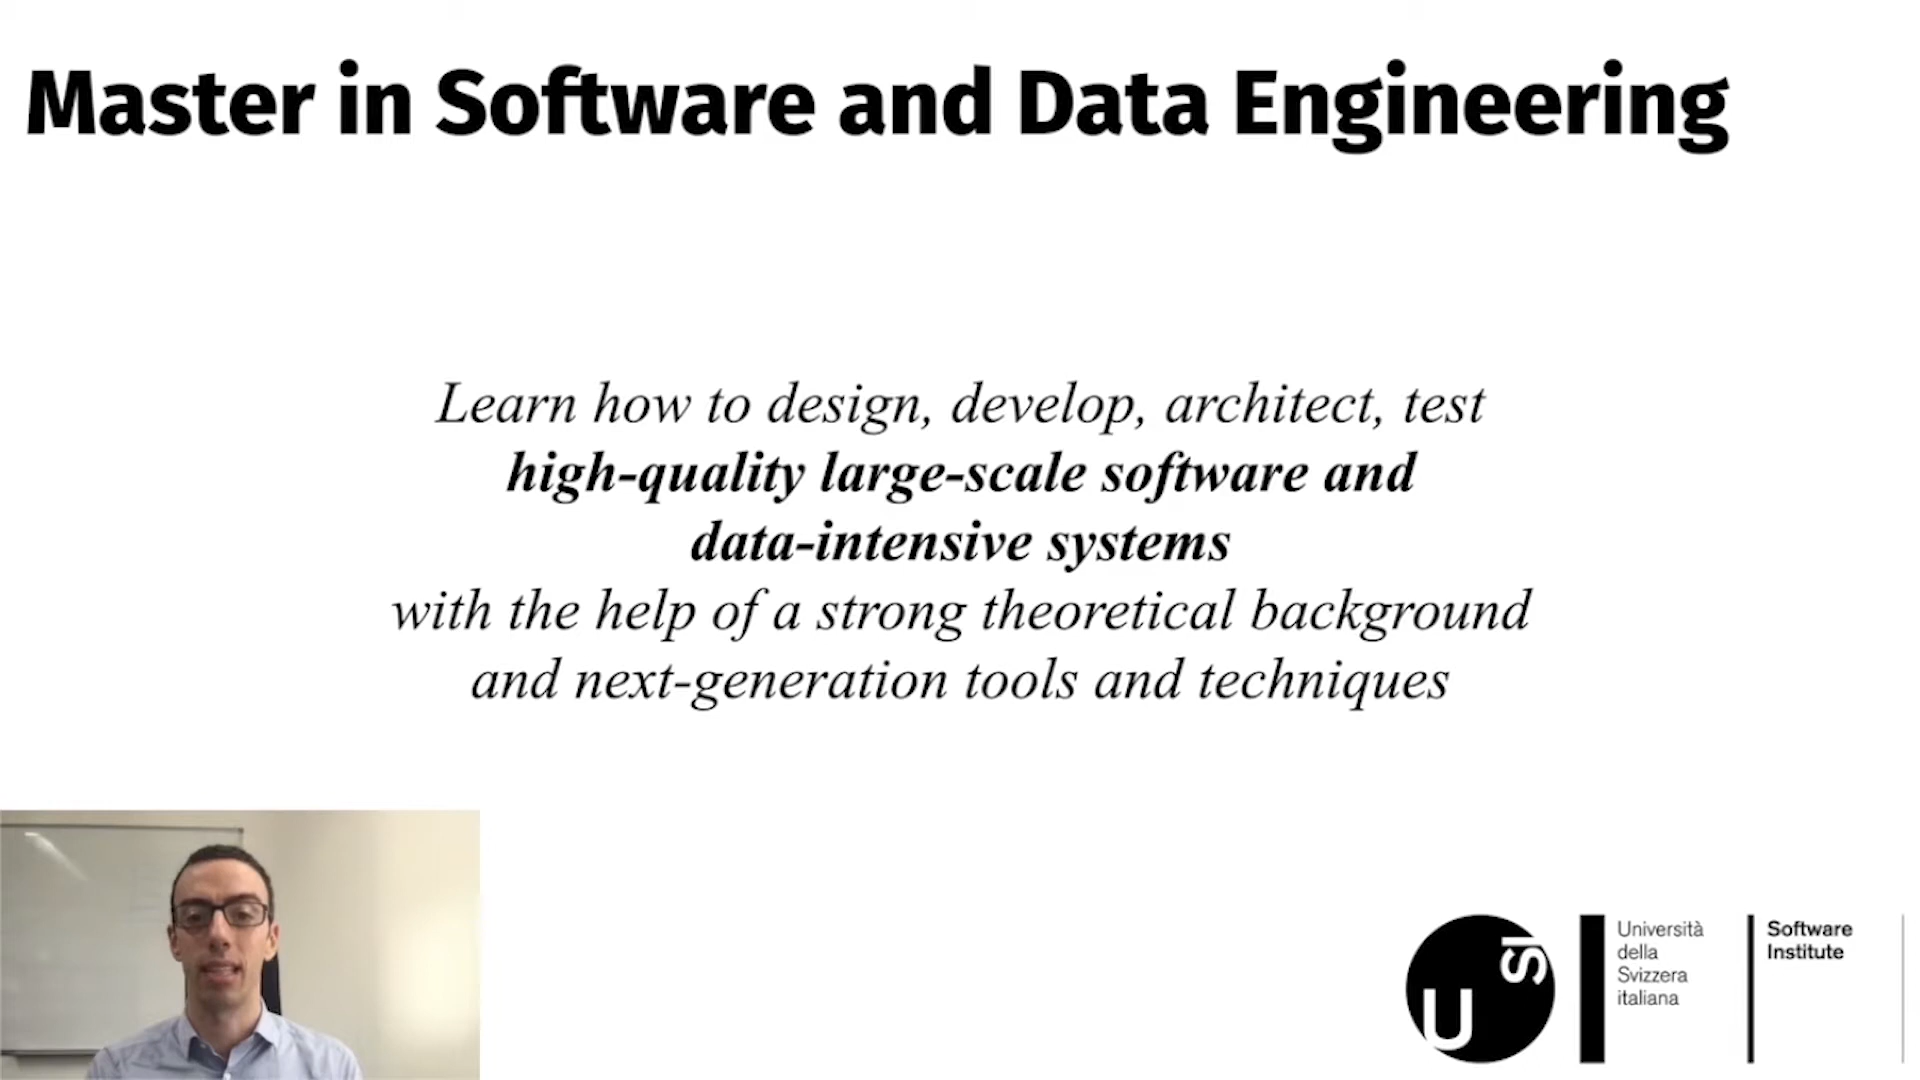 Master in Software and Data Engineering
Learn how to design, develop, architect, test
high-quality large-scale software and
data-intensive systems
with the help of a strong theoretical background
and next-generation tools and techniques
USI
Università
della
Svizzera
italiana
Software
Institute